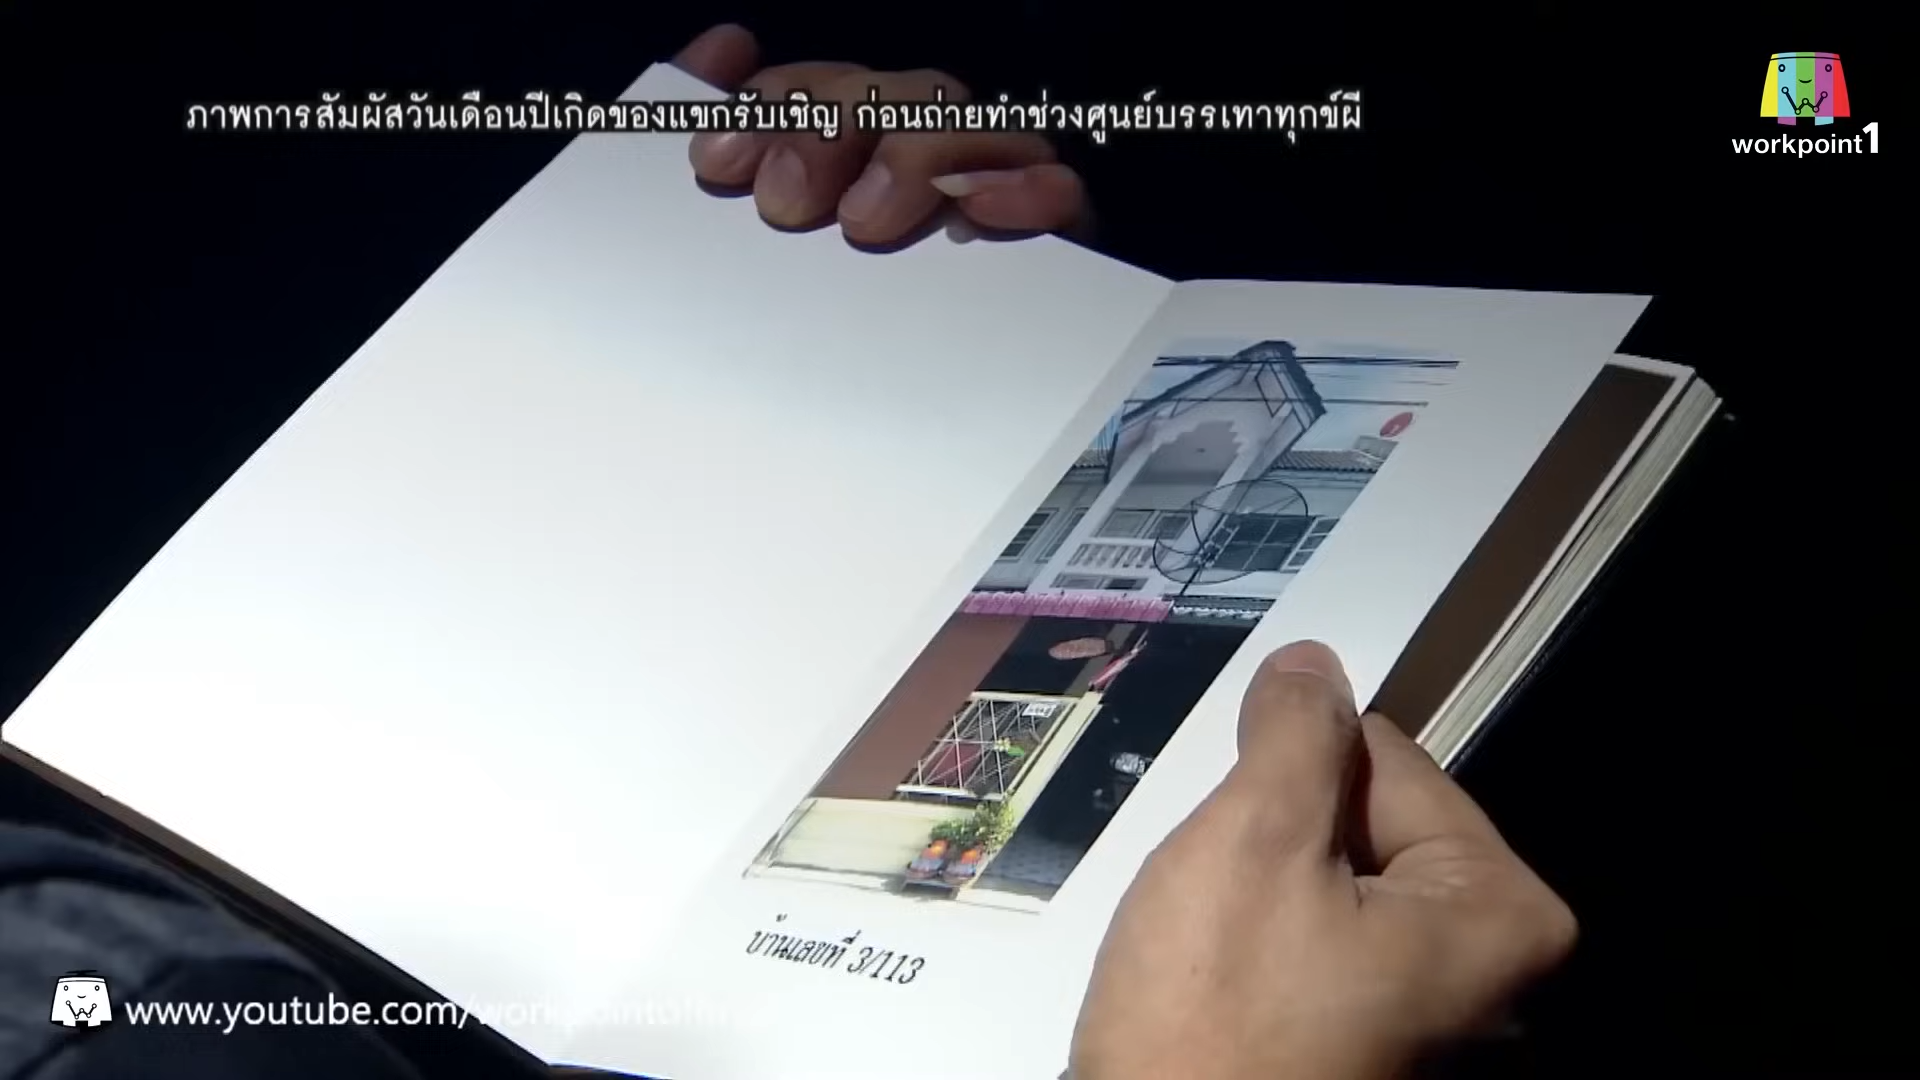 ภาพการสัมผัสวันเดือนปีเกิดของแขกรับเชิญ ก่อนถ่ายทำช่วงศูนย์บรรเทาทุกข์ผี
workpoint1
บ้านเลขที่ 3/113
www.youtube.com/workpoint